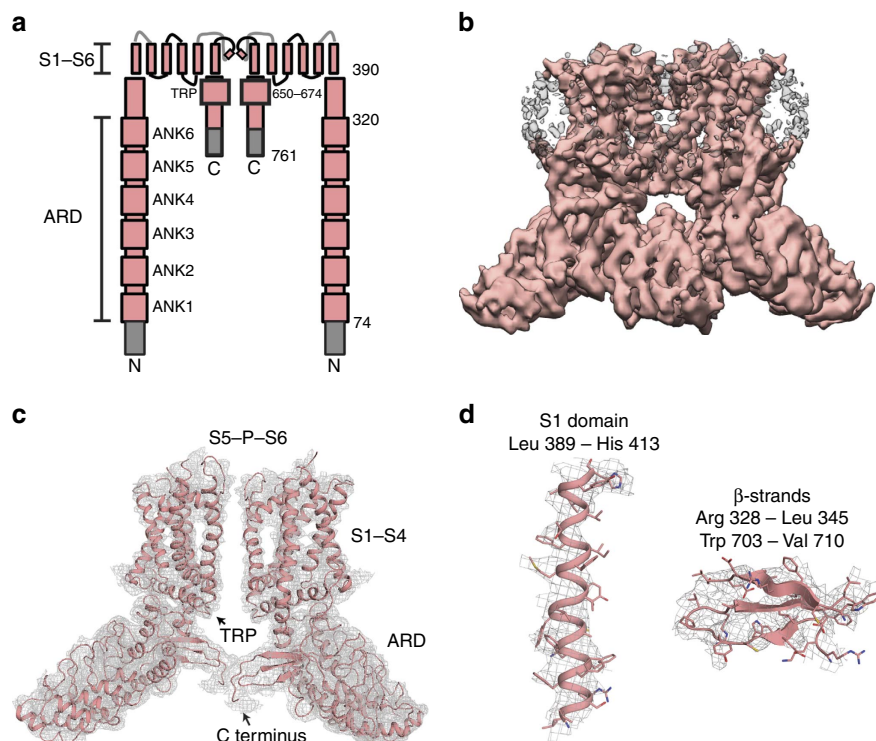 a
S1–S6
390
TRP
650–674
320
ANK6
761
C
C
ANK5
ANK4
ARD
ANK3
ANK2
ANK1
74
N
N
b
c
S5–P–S6
S1–S4
TRP
ARD
C terminus
d
S1 domain
Leu 389 – His 413
β-strands
Arg 328 – Leu 345
Trp 703 – Val 710